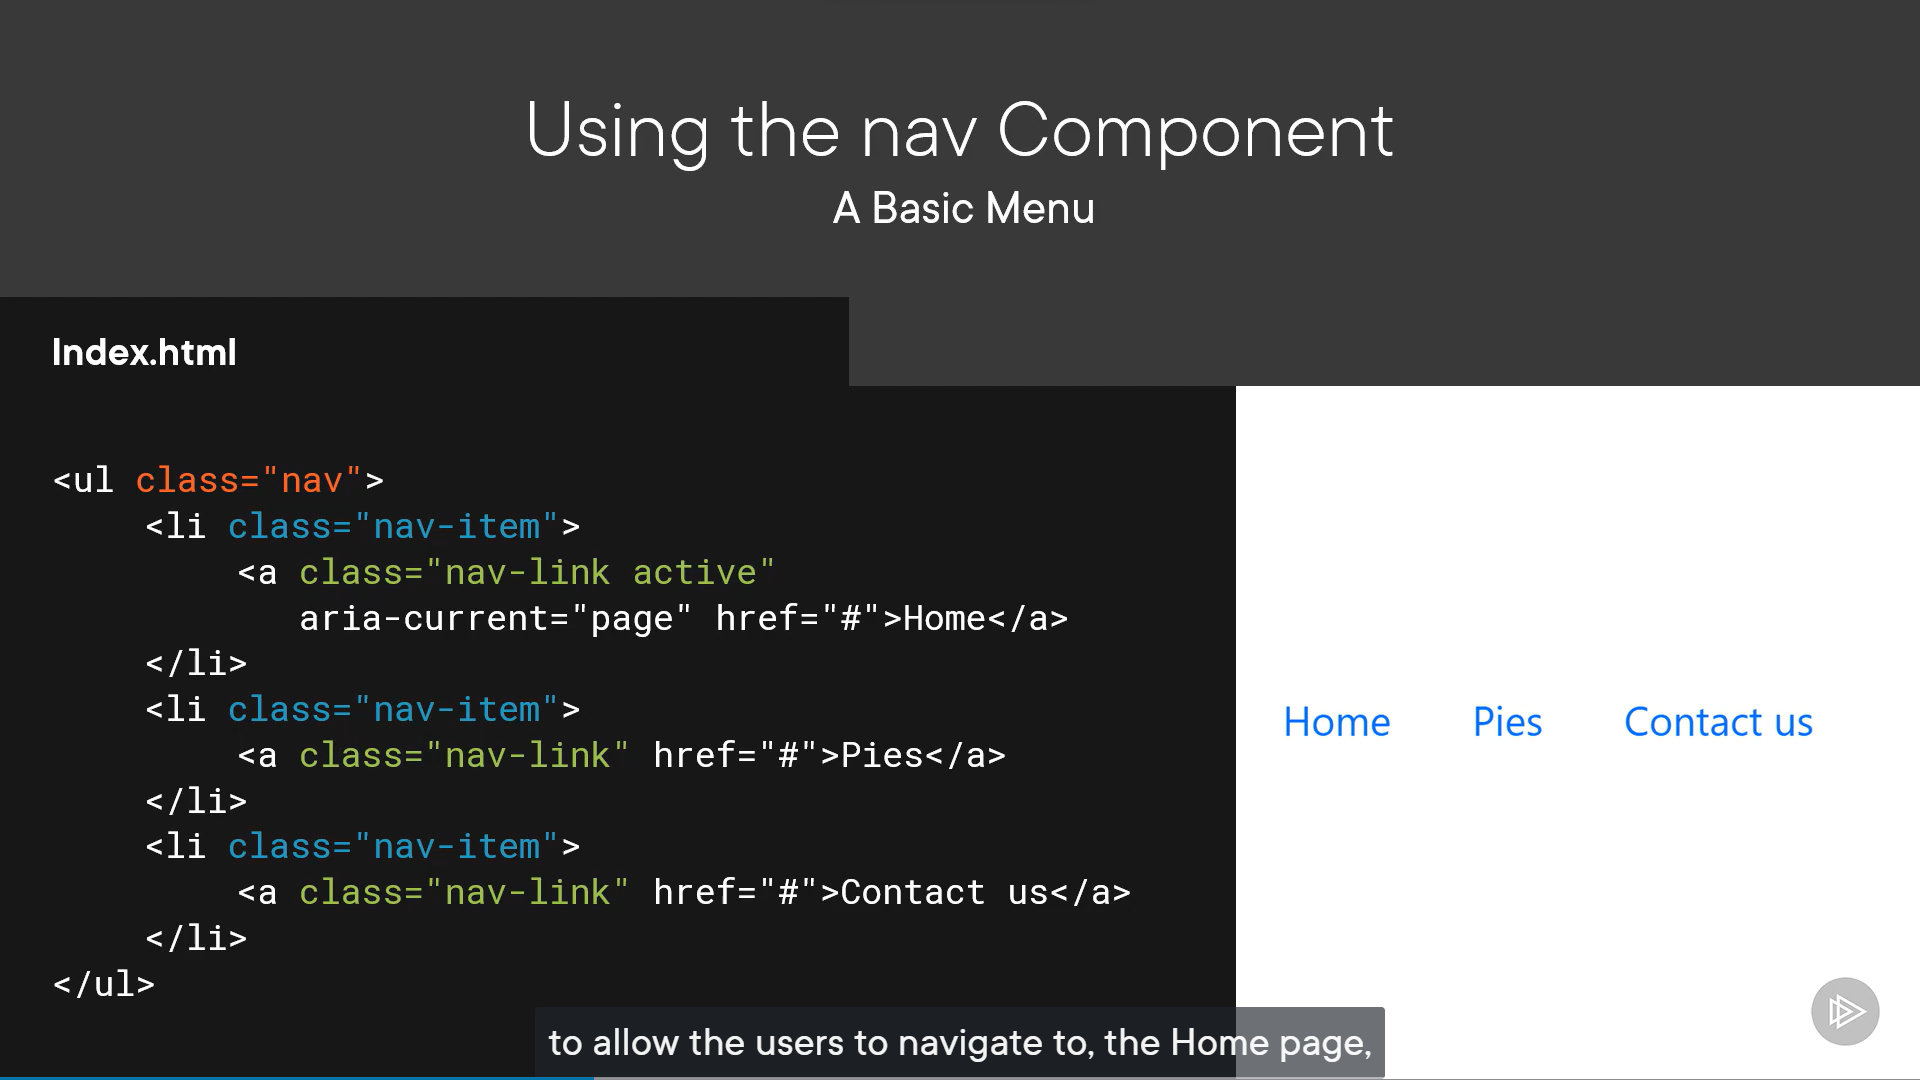 Using the nav Component
A Basic Menu
Index.html
<ul class="nav">
<li class="nav-item">
<a class="nav-link active"
aria-current="page" href="#">Home</a>
</li>
<li class="nav-item">
<a class="nav-link" href="#">Pies</a>
</li>
<li class="nav-item">
<a class="nav-link" href="#">Contact us</a>
</li>
</ul>
Home Pies Contact us
to allow the users to navigate to, the Home page,